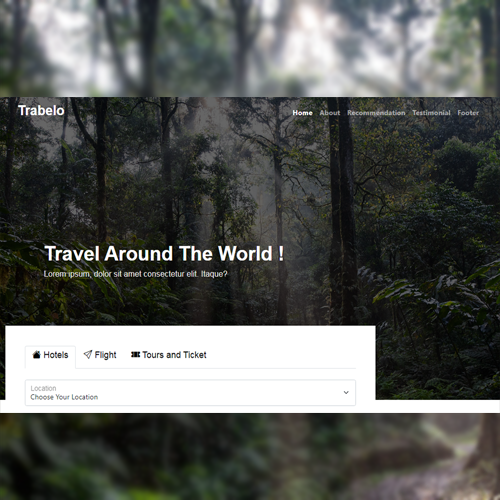 Trabelo
Home About Recommendation Testimonial Footer
Travel Around The World !
Lorem ipsum, dolor sit amet consectetur elit. Itaque?
Hotels Flight Tours and Ticket
Location
Choose Your Location